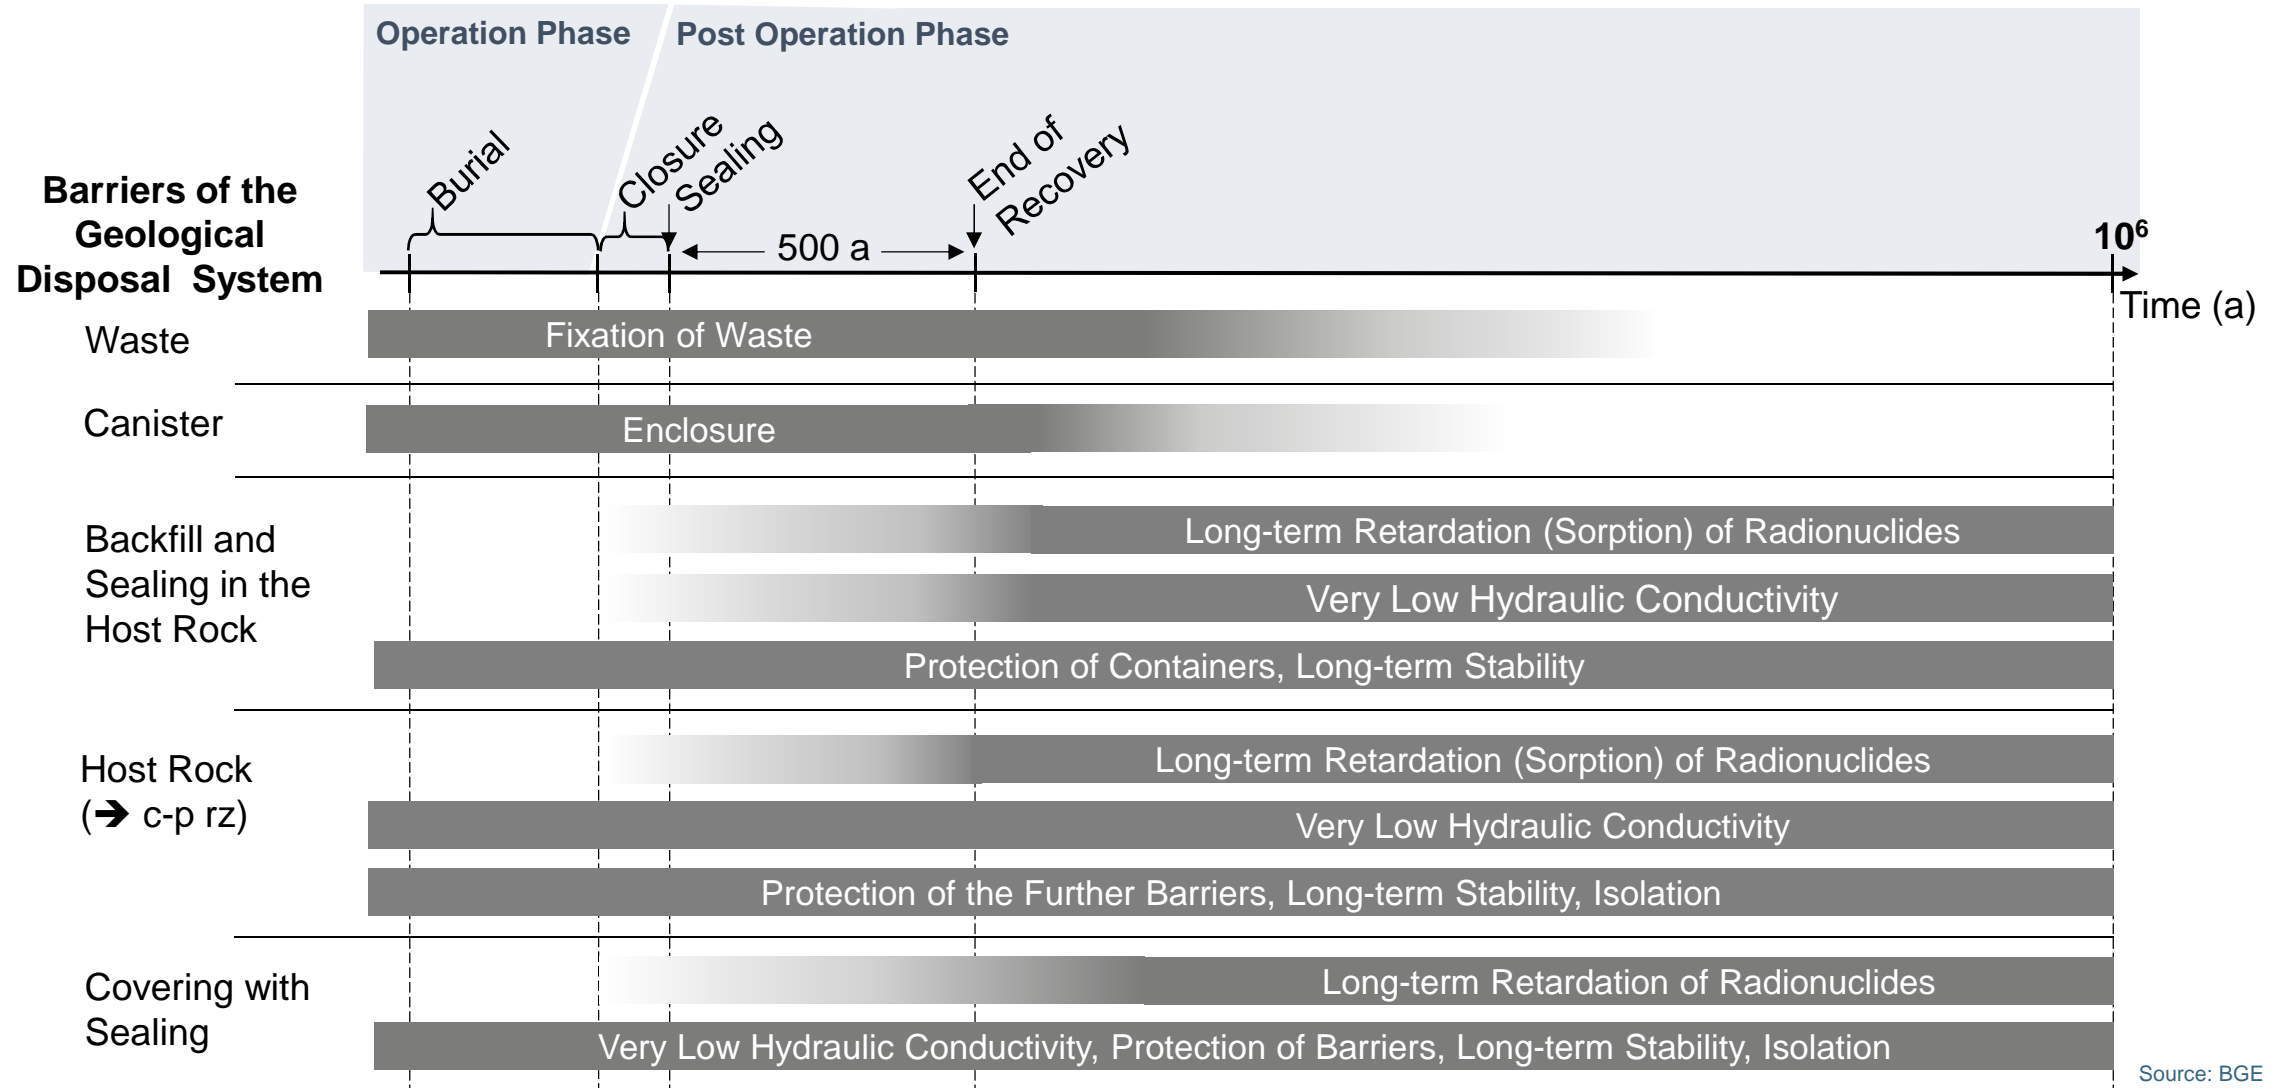 Operation Phase
Post Operation Phase
Burial
Closure
Sealing
End of
Recovery
Barriers of the
Geological
Disposal System
500 a
10⁶
Time (a)
Waste
Fixation of Waste
Canister
Enclosure
Backfill and
Sealing in the
Host Rock
Long-term Retardation (Sorption) of Radionuclides
Very Low Hydraulic Conductivity
Protection of Containers, Long-term Stability
Host Rock
(➔ c-p rz)
Long-term Retardation (Sorption) of Radionuclides
Very Low Hydraulic Conductivity
Protection of the Further Barriers, Long-term Stability, Isolation
Covering with
Sealing
Long-term Retardation of Radionuclides
Very Low Hydraulic Conductivity, Protection of Barriers, Long-term Stability, Isolation
Source: BGE